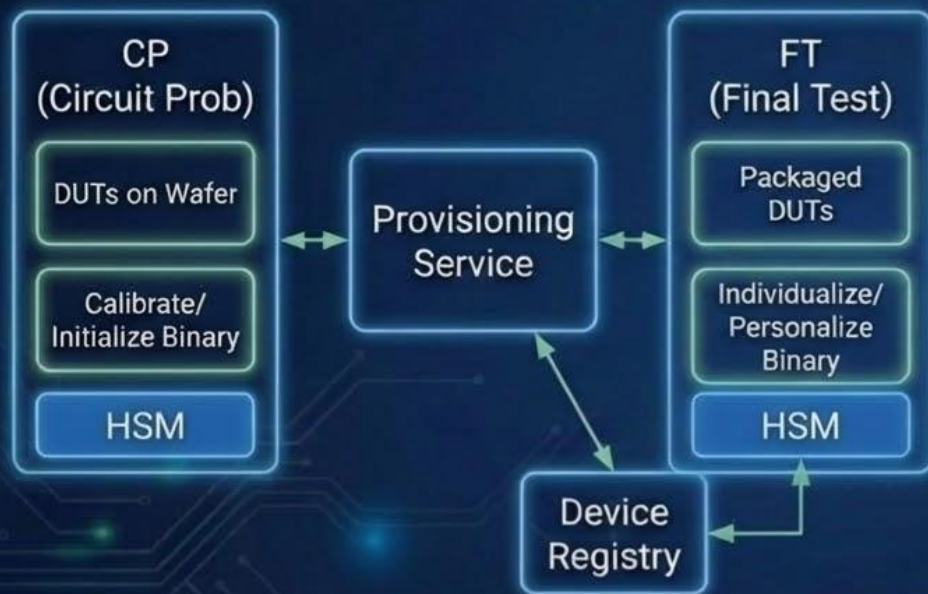 CP
(Circuit Prob)
DUTs on Wafer
Calibrate/
Initialize Binary
HSM
Provisioning
Service
FT
(Final Test)
Packaged
DUTs
Individualize/
Personalize
Binary
HSM
Device
Registry